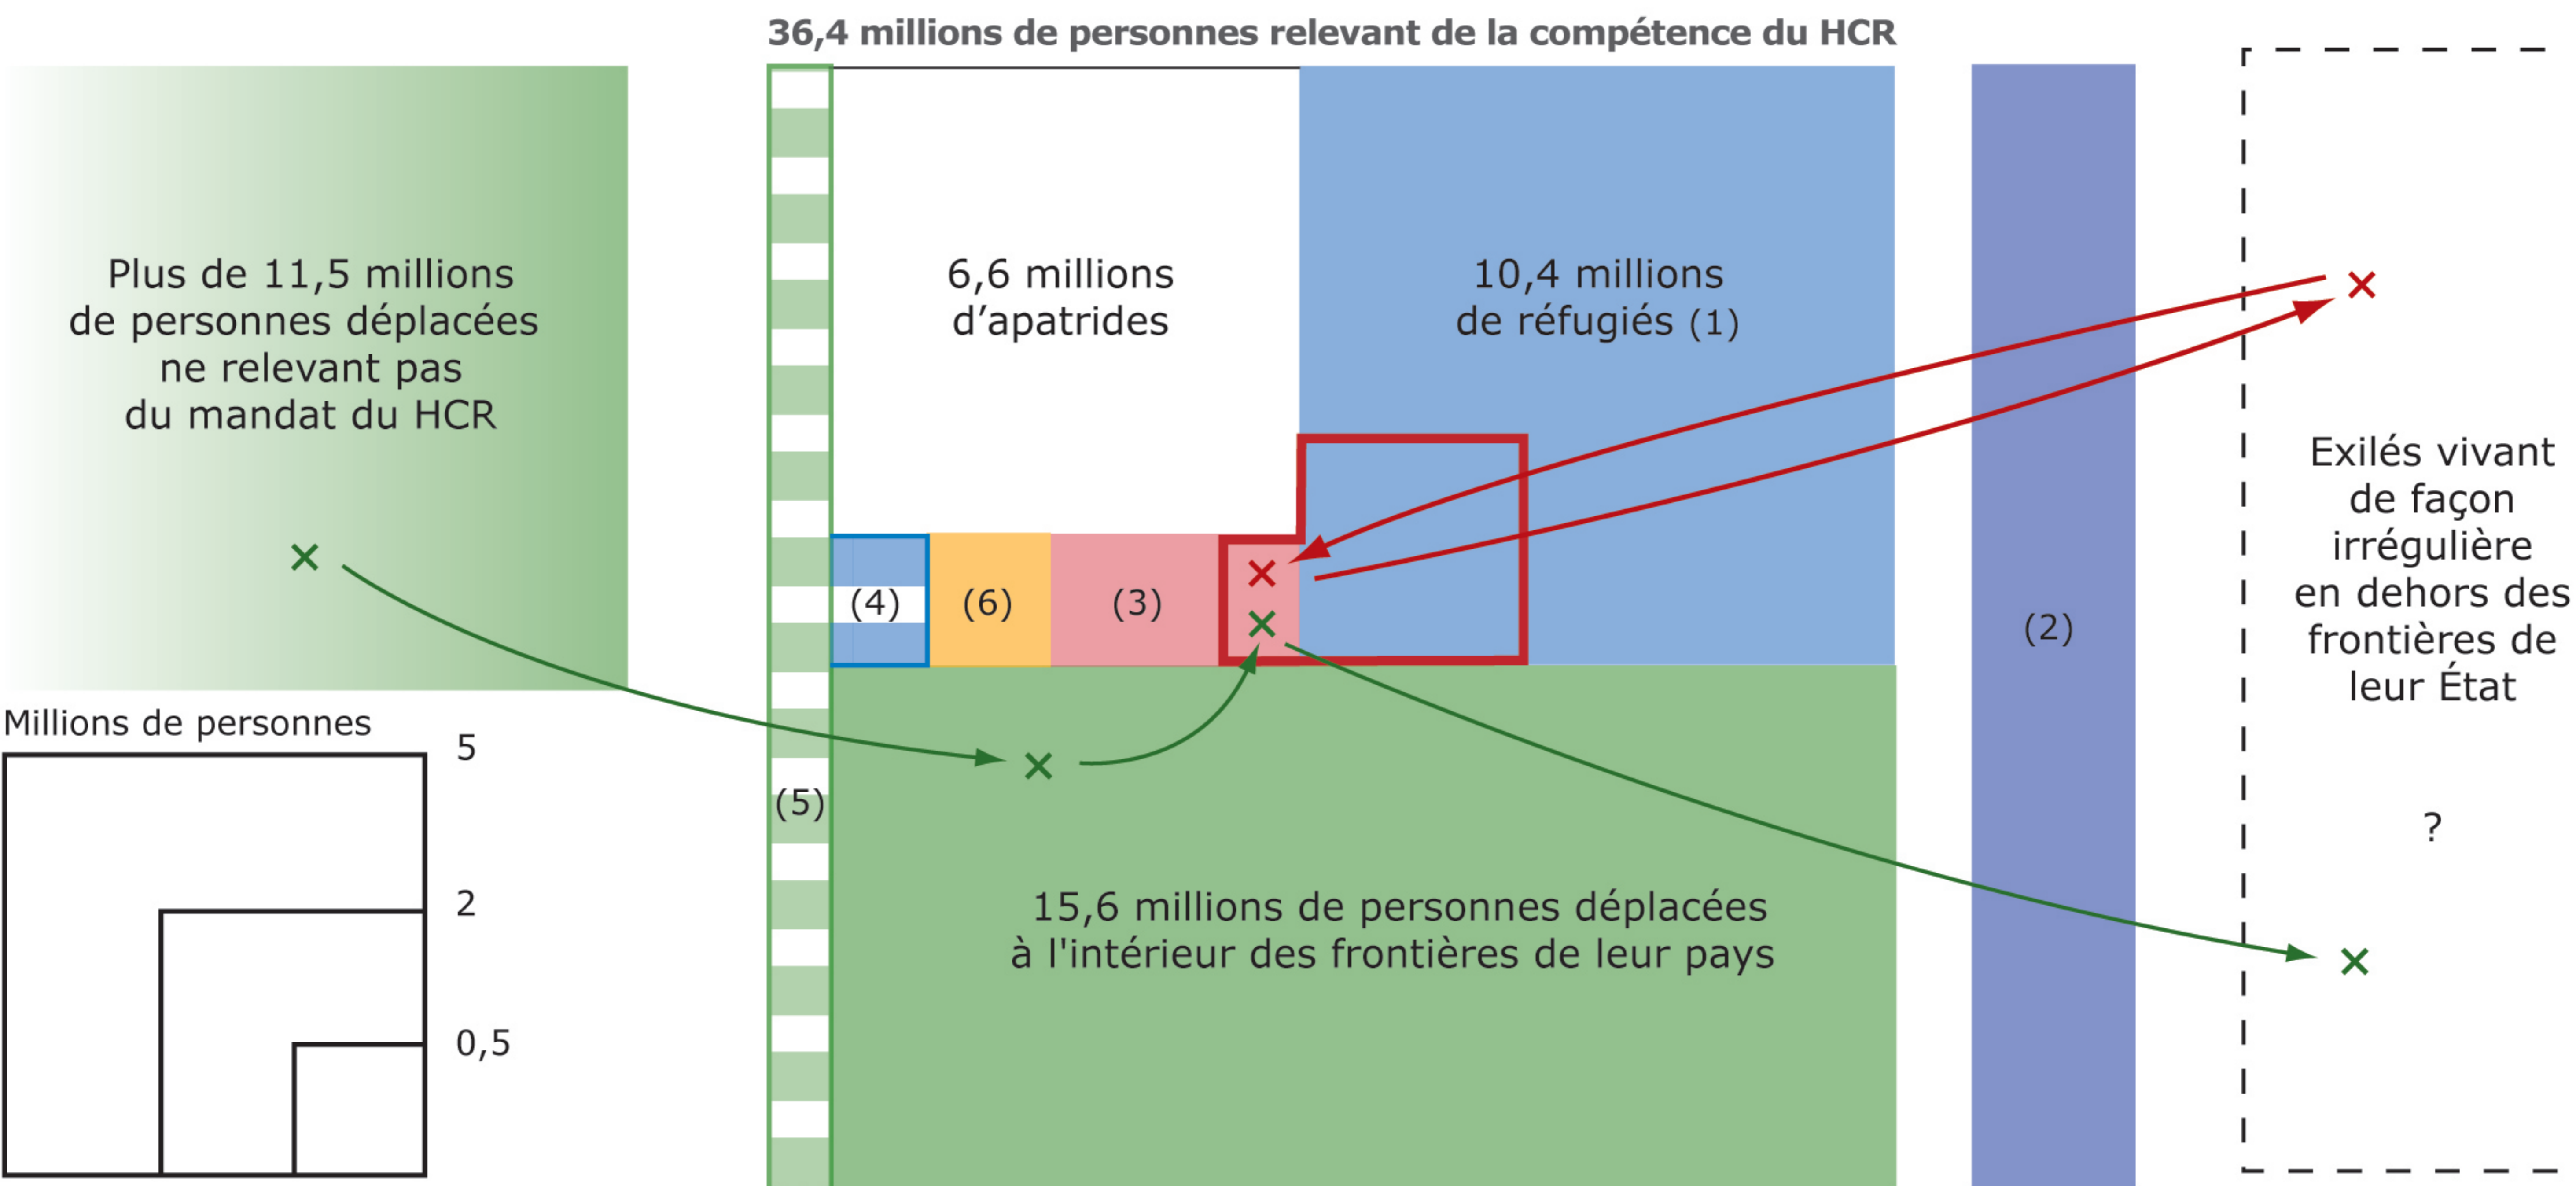 36,4 millions de personnes relevant de la compétence du HCR
Plus de 11,5 millions
de personnes déplacées
ne relevant pas
du mandat du HCR
6,6 millions
d’apatrides
10,4 millions
de réfugiés (1)
Exilés vivant
de façon
irrégulière
en dehors des
frontières de
leur État
?
(4)
(6)
(3)
(2)
(5)
15,6 millions de personnes déplacées
à l'intérieur des frontières de leur pays
Millions de personnes
5
2
0,5